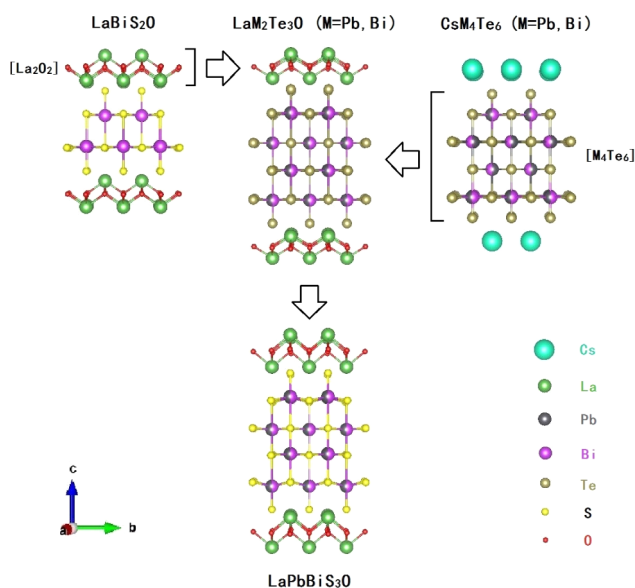 LaBiS₂O
LaM₂Te₃O (M=Pb, Bi)
CsM₄Te₆ (M=Pb, Bi)
[La₂O₂]
[M₄Te₆]
Cs
La
Pb
Bi
Te
S
O
c
a
b
LaPbBiS₃O